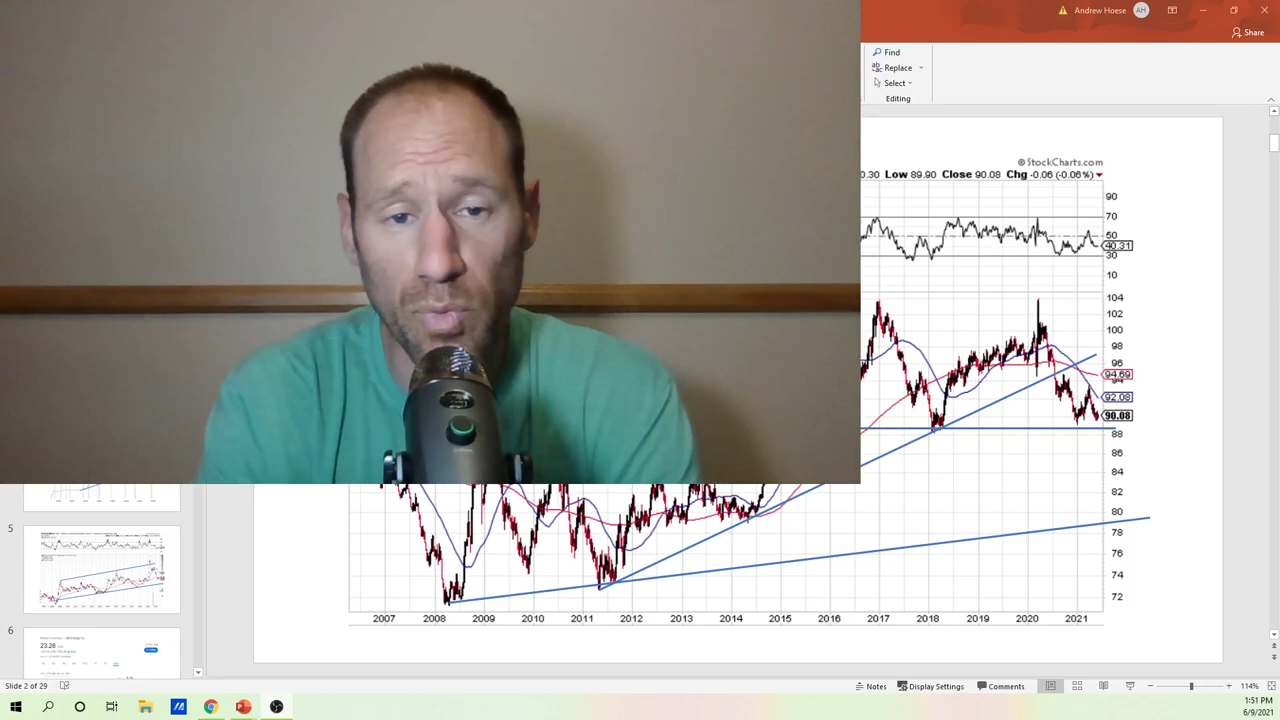 Andrew Hoese AH
Share
Find
Replace
Select
Editing
© StockCharts.com
0.30 Low 89.90 Close 90.08 Chg -0.06 (-0.06%)
90
70
50
40.31
30
10
104
102
100
98
96
94.69
94
92.08
90.08
88
86
84
82
80
78
76
74
72
2007 2008 2009 2010 2011 2012 2013 2014 2015 2016 2017 2018 2019 2020 2021
5
6
23.28
Slide 2 of 29
Notes Display Settings Comments 114%
1:51 PM
6/9/2021